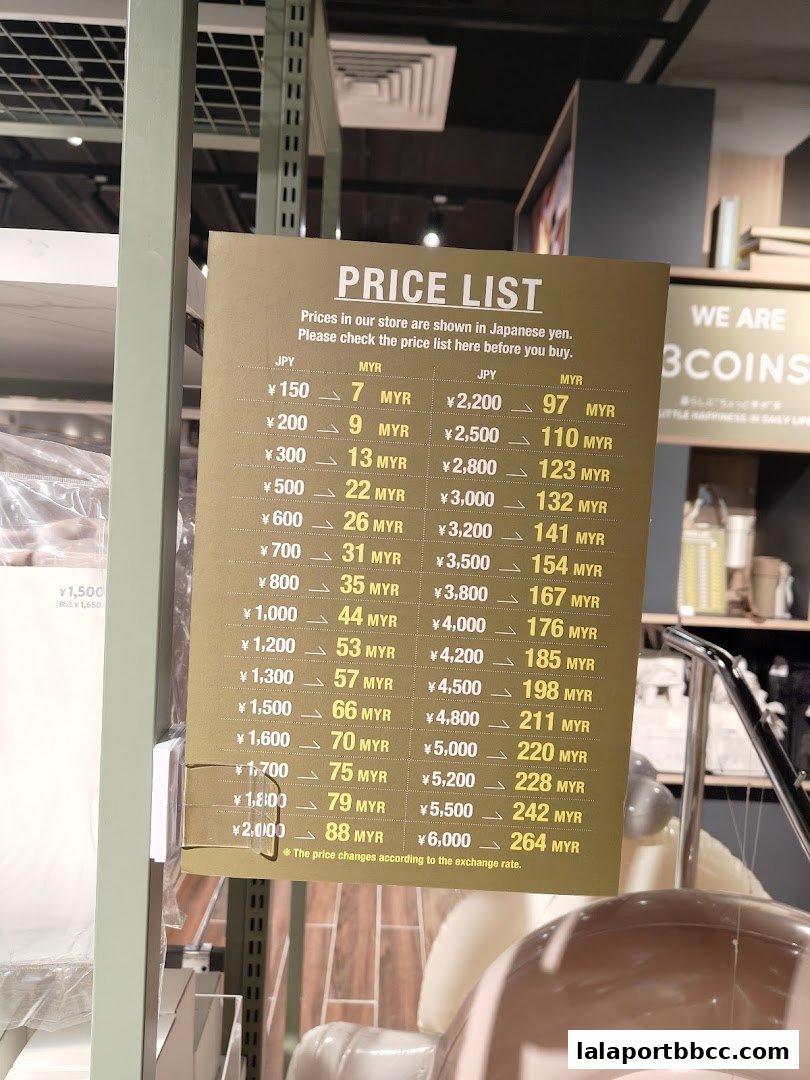 PRICE LIST
Prices in our store are shown in Japanese yen.
Please check the price list here before you buy.
JPY MYR
¥150 7 MYR
¥200 9 MYR
¥300 13 MYR
¥500 22 MYR
¥600 26 MYR
¥700 31 MYR
¥800 35 MYR
¥1,000 44 MYR
¥1,200 53 MYR
¥1,300 57 MYR
¥1,500 66 MYR
¥1,600 70 MYR
¥1,700 75 MYR
¥1,800 79 MYR
¥2,000 88 MYR
JPY MYR
¥2,200 97 MYR
¥2,500 110 MYR
¥2,800 123 MYR
¥3,000 132 MYR
¥3,200 141 MYR
¥3,500 154 MYR
¥3,800 167 MYR
¥4,000 176 MYR
¥4,200 185 MYR
¥4,500 198 MYR
¥4,800 211 MYR
¥5,000 220 MYR
¥5,200 228 MYR
¥5,500 242 MYR
¥6,000 264 MYR
※ The price changes according to the exchange rate.
WE ARE
3COINS
LITTLE HAPPINESS IN DAILY LIFE
¥1,500
税込¥1,650
lalaportbbcc.com